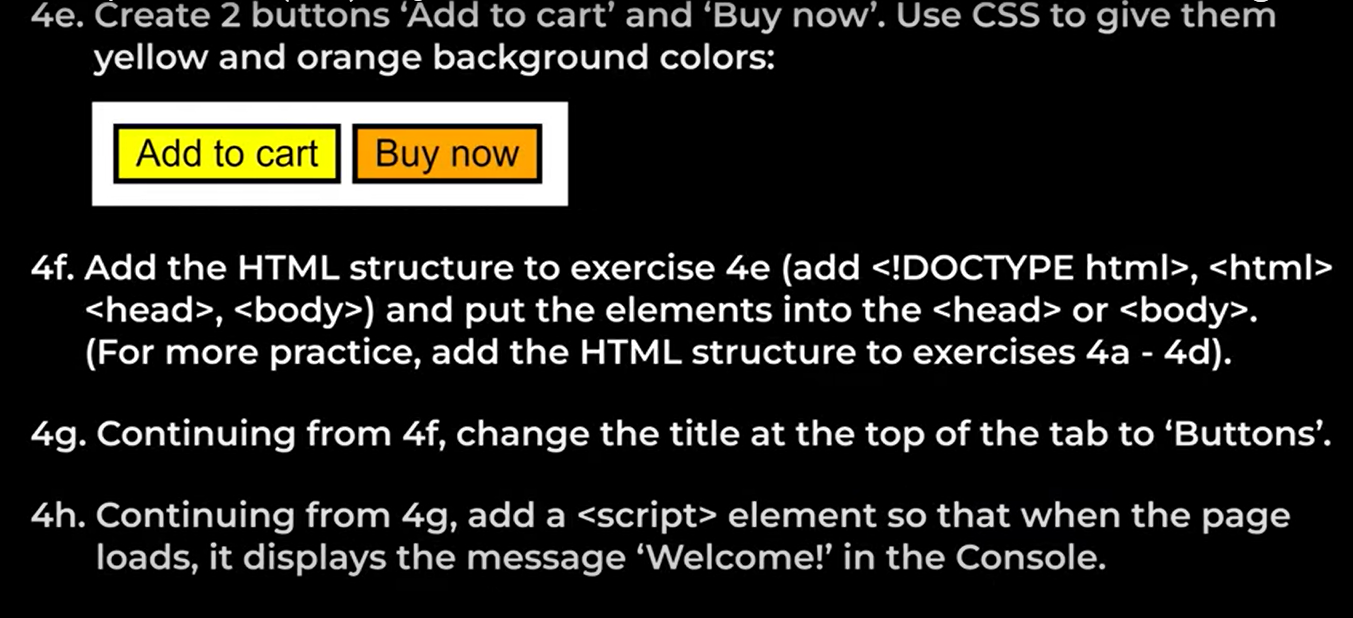 4e. Create 2 buttons ‘Add to cart’ and ‘Buy now’. Use CSS to give them
yellow and orange background colors:
Add to cart Buy now
4f. Add the HTML structure to exercise 4e (add <!DOCTYPE html>, <html>
<head>, <body>) and put the elements into the <head> or <body>.
(For more practice, add the HTML structure to exercises 4a - 4d).
4g. Continuing from 4f, change the title at the top of the tab to ‘Buttons’.
4h. Continuing from 4g, add a <script> element so that when the page
loads, it displays the message ‘Welcome!’ in the Console.